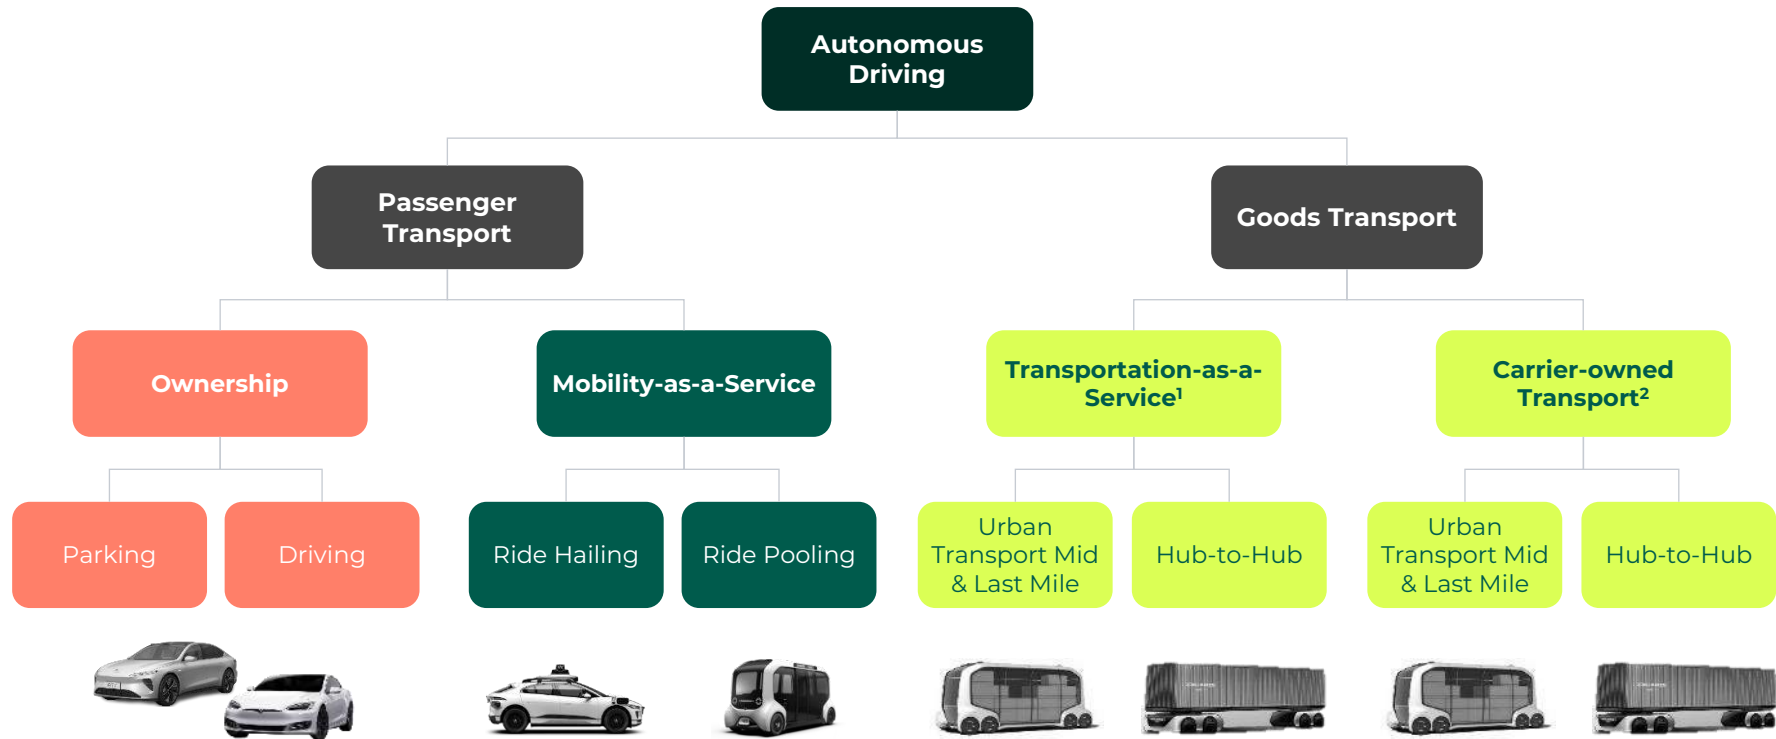 Autonomous
Driving
Passenger
Transport
Goods Transport
Ownership
Mobility-as-a-Service
Transportation-as-a-
Service¹
Carrier-owned
Transport²
Parking
Driving
Ride Hailing
Ride Pooling
Urban
Transport Mid
& Last Mile
Hub-to-Hub
Urban
Transport Mid
& Last Mile
Hub-to-Hub